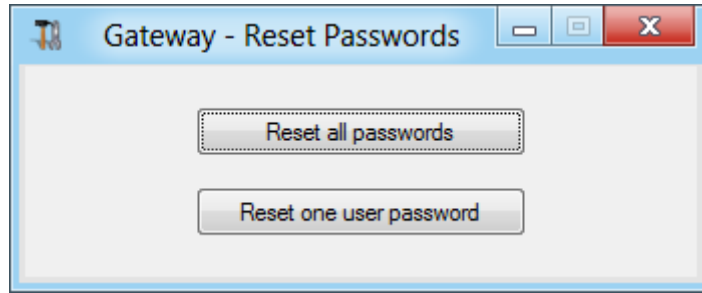 Gateway - Reset Passwords
Reset all passwords
Reset one user password